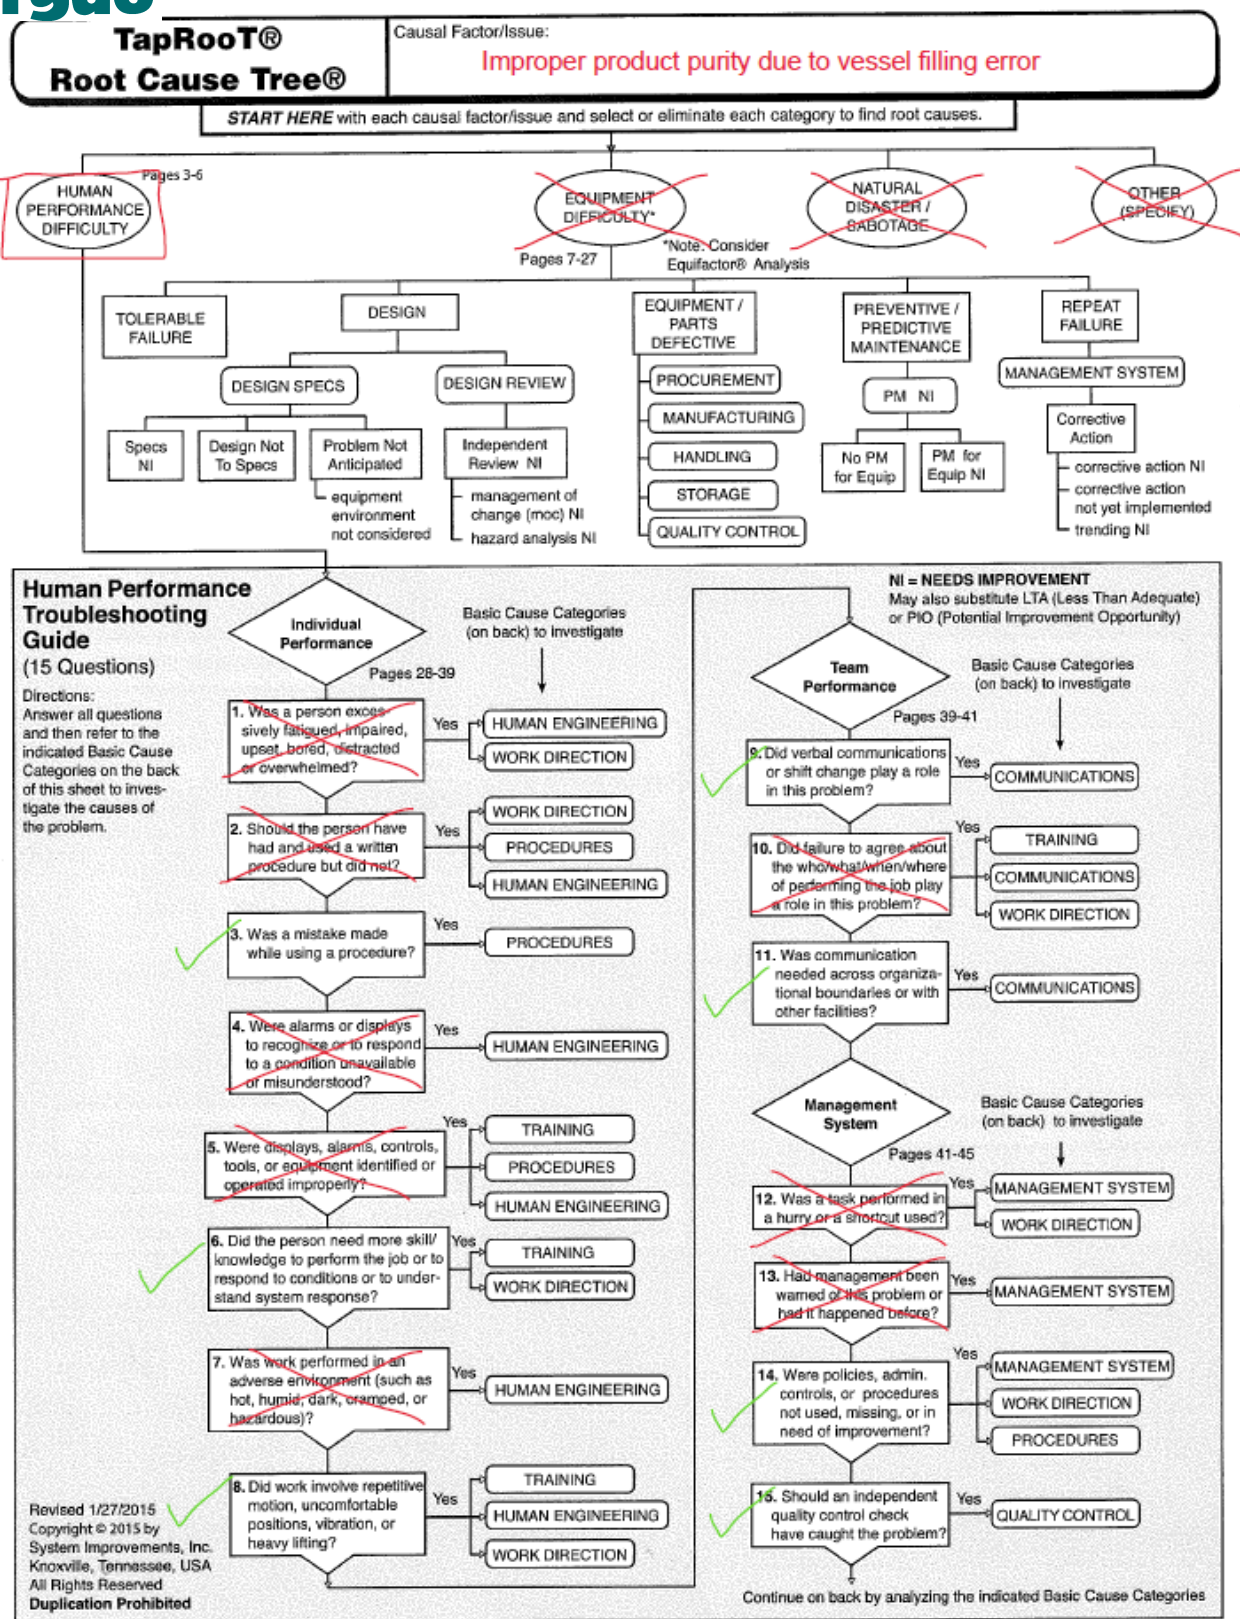 TapRooT®
Root Cause Tree®
Causal Factor/Issue:
Improper product purity due to vessel filling error
START HERE with each causal factor/issue and select or eliminate each category to find root causes.
Pages 3-6
HUMAN
PERFORMANCE
DIFFICULTY
EQUIPMENT
DIFFICULTY*
NATURAL
DISASTER /
SABOTAGE
OTHER
(SPECIFY)
Pages 7-27
*Note: Consider
Equifactor® Analysis
TOLERABLE
FAILURE
DESIGN
EQUIPMENT /
PARTS
DEFECTIVE
PREVENTIVE /
PREDICTIVE
MAINTENANCE
REPEAT
FAILURE
DESIGN SPECS
DESIGN REVIEW
PROCUREMENT
MANUFACTURING
HANDLING
STORAGE
QUALITY CONTROL
PM NI
MANAGEMENT SYSTEM
Specs
NI
Design Not
To Specs
Problem Not
Anticipated
equipment
environment
not considered
Independent
Review NI
management of
change (moc) NI
hazard analysis NI
No PM
for Equip
PM for
Equip NI
Corrective
Action
corrective action NI
corrective action
not yet implemented
trending NI
Human Performance
Troubleshooting
Guide
(15 Questions)
Directions:
Answer all questions
and then refer to the
indicated Basic Cause
Categories on the back
of this sheet to inves-
tigate the causes of
the problem.
Individual
Performance
Basic Cause Categories
(on back) to Investigate
Pages 28-39
1. Was a person exces-
sively fatigued, impaired,
upset, bored, distracted
or overwhelmed?
Yes
HUMAN ENGINEERING
WORK DIRECTION
2. Should the person have
had and used a written
procedure but did not?
Yes
WORK DIRECTION
PROCEDURES
HUMAN ENGINEERING
3. Was a mistake made
while using a procedure?
Yes
PROCEDURES
4. Were alarms or displays
to recognize or to respond
to a condition unavailable
or misunderstood?
Yes
HUMAN ENGINEERING
5. Were displays, alarms, controls,
tools, or equipment identified or
operated improperly?
Yes
TRAINING
PROCEDURES
HUMAN ENGINEERING
6. Did the person need more skill/
knowledge to perform the job or to
respond to conditions or to under-
stand system response?
Yes
TRAINING
WORK DIRECTION
7. Was work performed in an
adverse environment (such as
hot, humid, dark, cramped, or
hazardous)?
Yes
HUMAN ENGINEERING
8. Did work involve repetitive
motion, uncomfortable
positions, vibration, or
heavy lifting?
Yes
TRAINING
HUMAN ENGINEERING
WORK DIRECTION
Revised 1/27/2015
Copyright © 2015 by
System Improvements, Inc.
Knoxville, Tennessee, USA
All Rights Reserved
Duplication Prohibited
NI = NEEDS IMPROVEMENT
May also substitute LTA (Less Than Adequate)
or PIO (Potential Improvement Opportunity)
Team
Performance
Basic Cause Categories
(on back) to investigate
Pages 39-41
9. Did verbal communications
or shift change play a role
in this problem?
Yes
COMMUNICATIONS
10. Did failure to agree about
the who/what/when/where
of performing the job play
a role in this problem?
Yes
TRAINING
COMMUNICATIONS
WORK DIRECTION
11. Was communication
needed across organiza-
tional boundaries or with
other facilities?
Yes
COMMUNICATIONS
Management
System
Basic Cause Categories
(on back) to investigate
Pages 41-45
12. Was a task performed in
a hurry or a shortcut used?
Yes
MANAGEMENT SYSTEM
WORK DIRECTION
13. Had management been
warned of this problem or
had it happened before?
Yes
MANAGEMENT SYSTEM
14. Were policies, admin.
controls, or procedures
not used, missing, or in
need of improvement?
Yes
MANAGEMENT SYSTEM
WORK DIRECTION
PROCEDURES
15. Should an independent
quality control check
have caught the problem?
Yes
QUALITY CONTROL
Continue on back by analyzing the indicated Basic Cause Categories